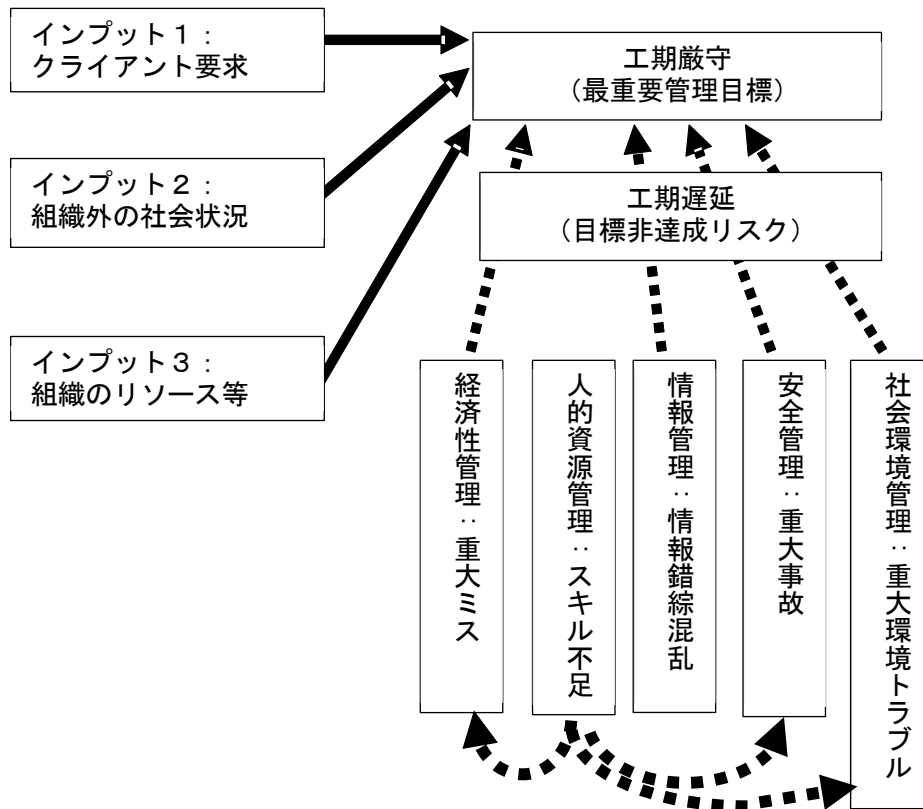 インプット１：
クライアント要求
工期厳守
（最重要管理目標）
インプット２：
組織外の社会状況
工期遅延
（目標非達成リスク）
インプット３：
組織のリソース等
経済性管理：重大ミス
人的資源管理：スキル不足
情報管理：情報錯綜混乱
安全管理：重大事故
社会環境管理：重大環境トラブル